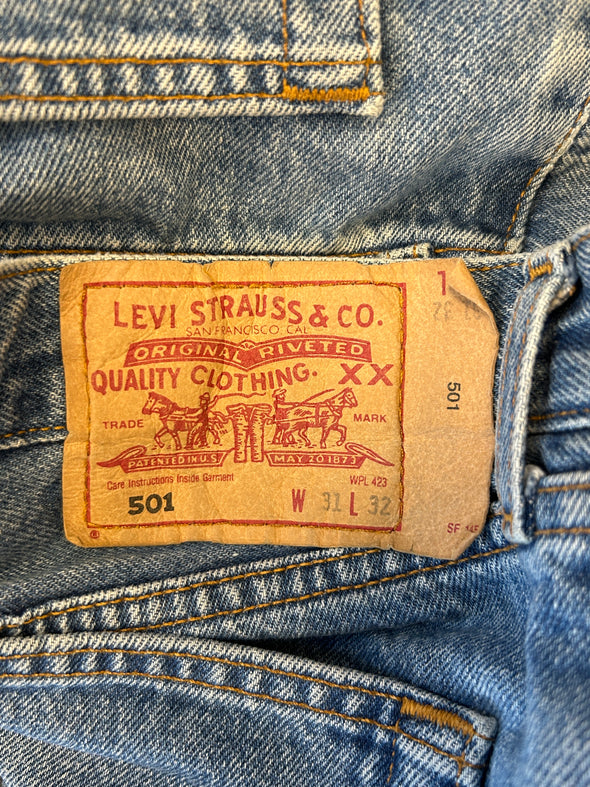 LEVI STRAUSS & CO.
SAN FRANCISCO. CAL.
ORIGINAL RIVETED
QUALITY CLOTHING. XX
TRADE MARK
PATENTED IN U.S. MAY 20 1873
Care Instructions Inside Garment WPL 423
501 W 31 L 32
®
1
501
SF